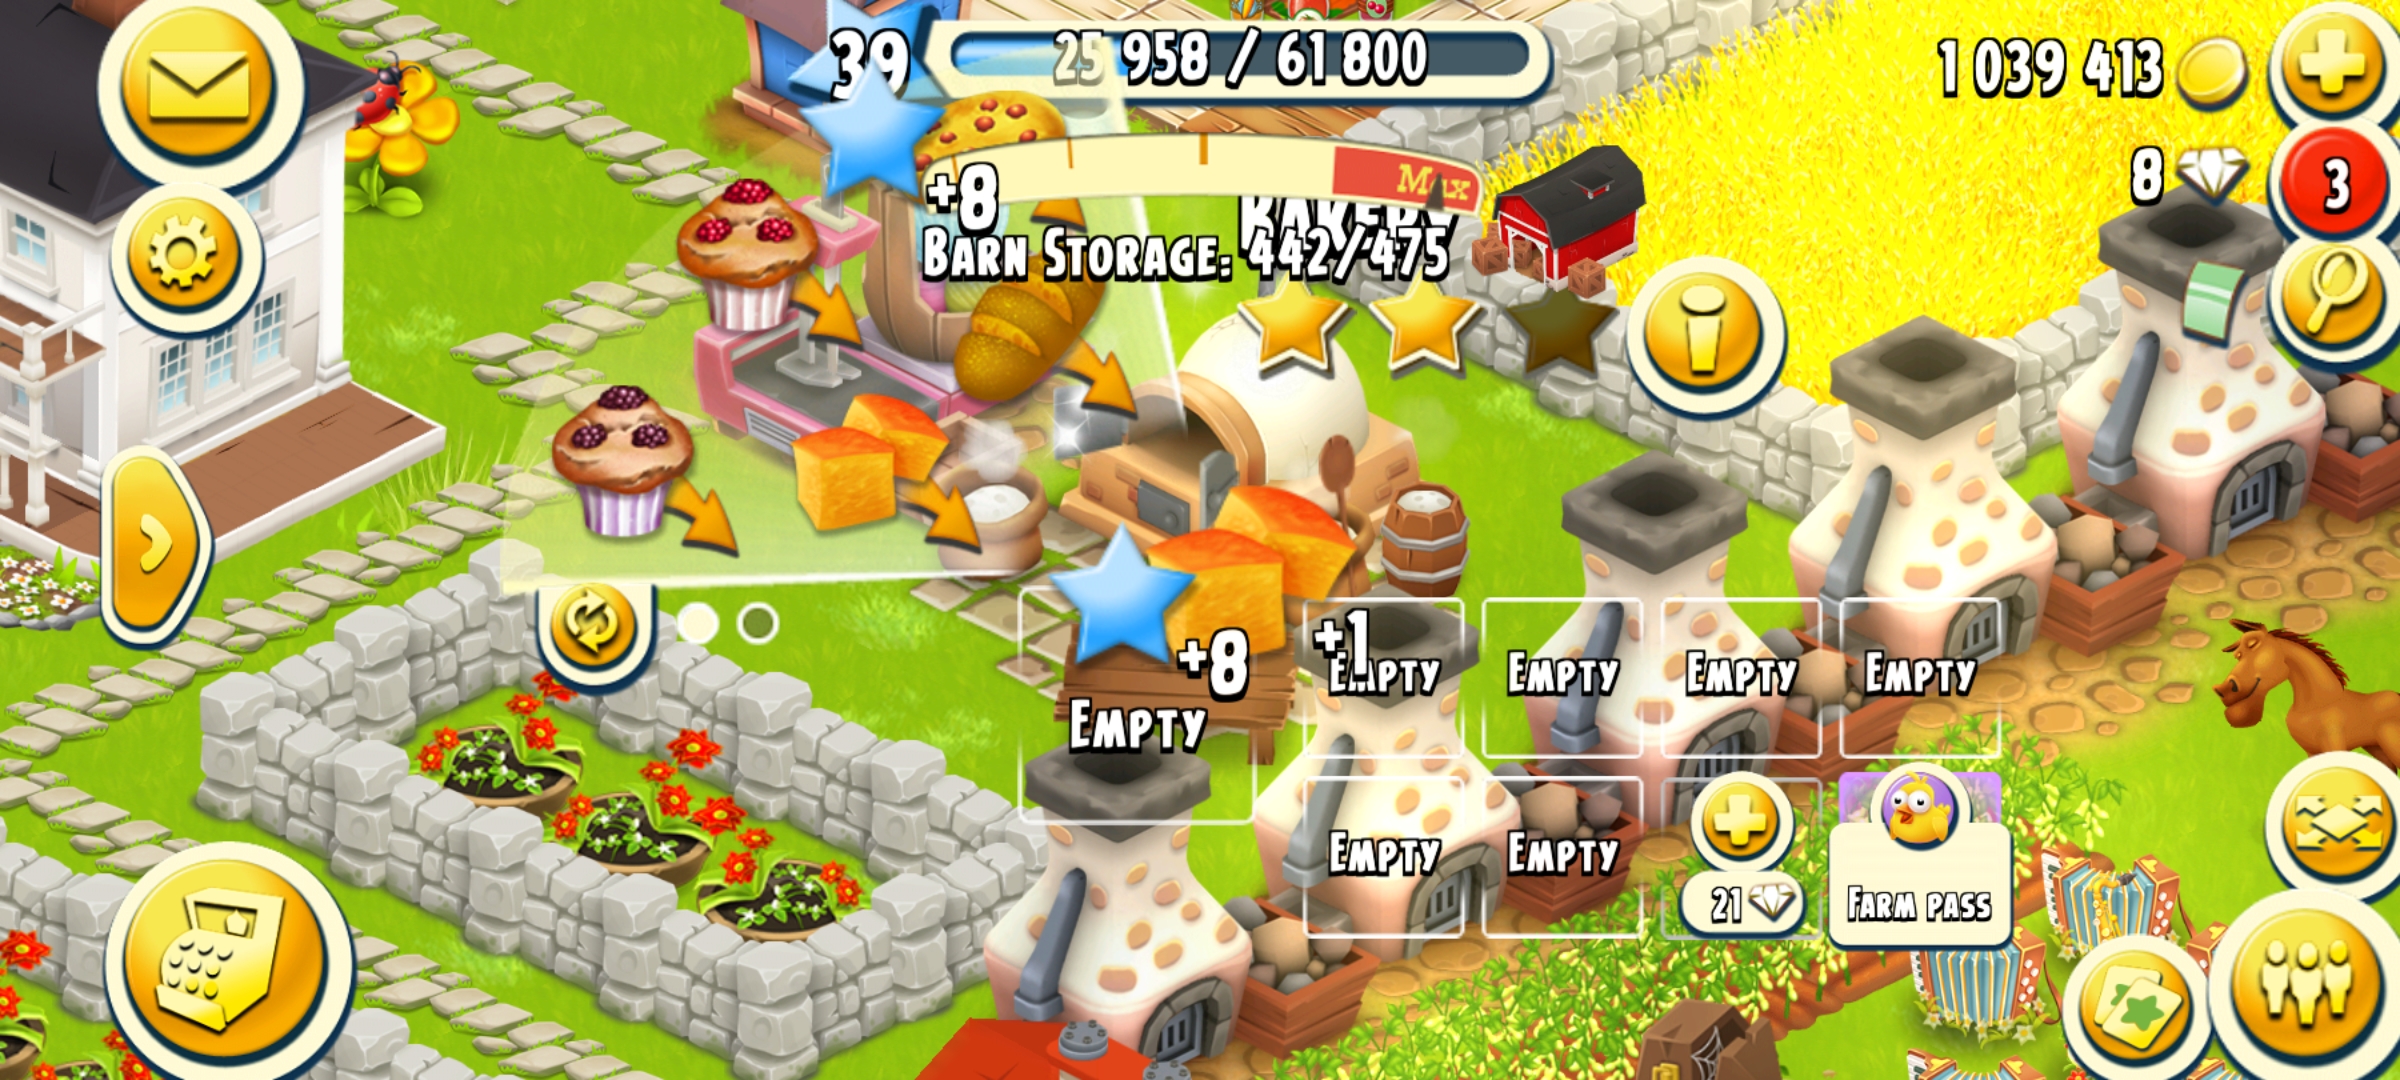 39
25 958 / 61 800
1 039 413
8
3
Max
+8
BAKERY
BARN STORAGE: 442/475
+8
EMPTY
+1
EMPTY
EMPTY
EMPTY
EMPTY
EMPTY
EMPTY
21
FARM PASS